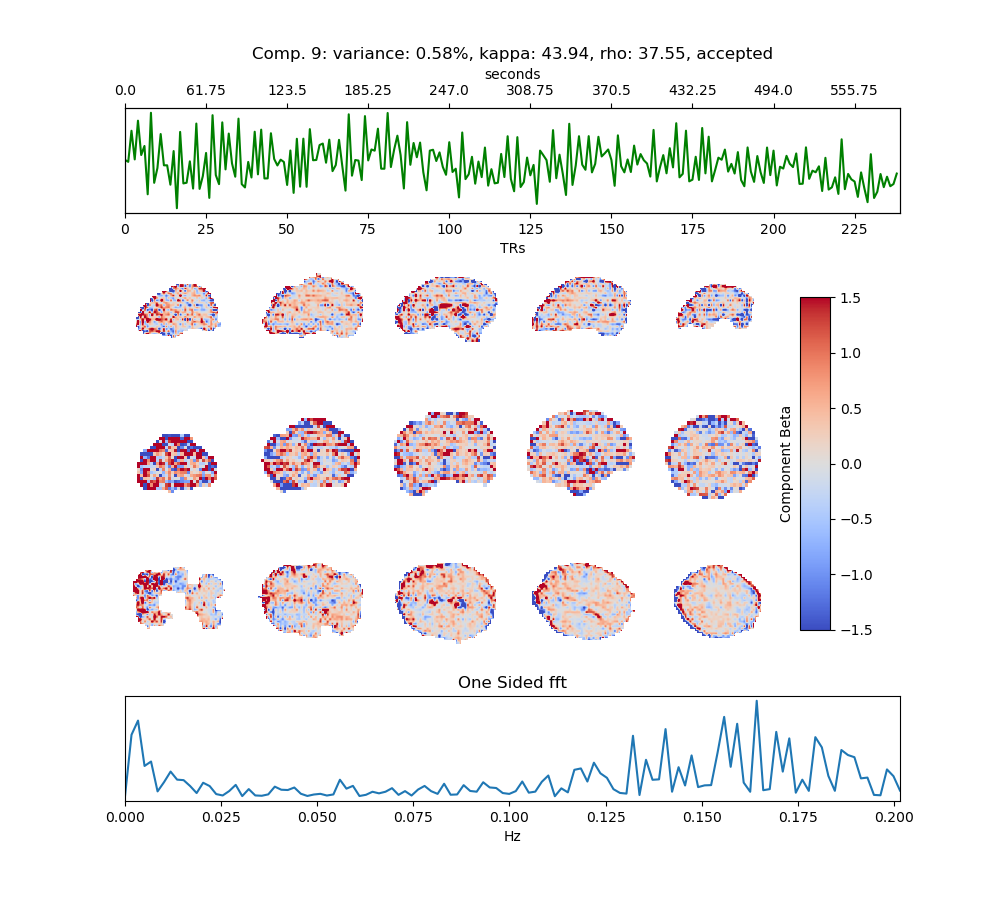 Comp. 9: variance: 0.58%, kappa: 43.94, rho: 37.55, accepted
seconds
0.0 61.75 123.5 185.25 247.0 308.75 370.5 432.25 494.0 555.75
0 25 50 75 100 125 150 175 200 225
TRs
1.5
1.0
0.5
0.0
−0.5
−1.0
−1.5
Component Beta
One Sided fft
0.000 0.025 0.050 0.075 0.100 0.125 0.150 0.175 0.200
Hz